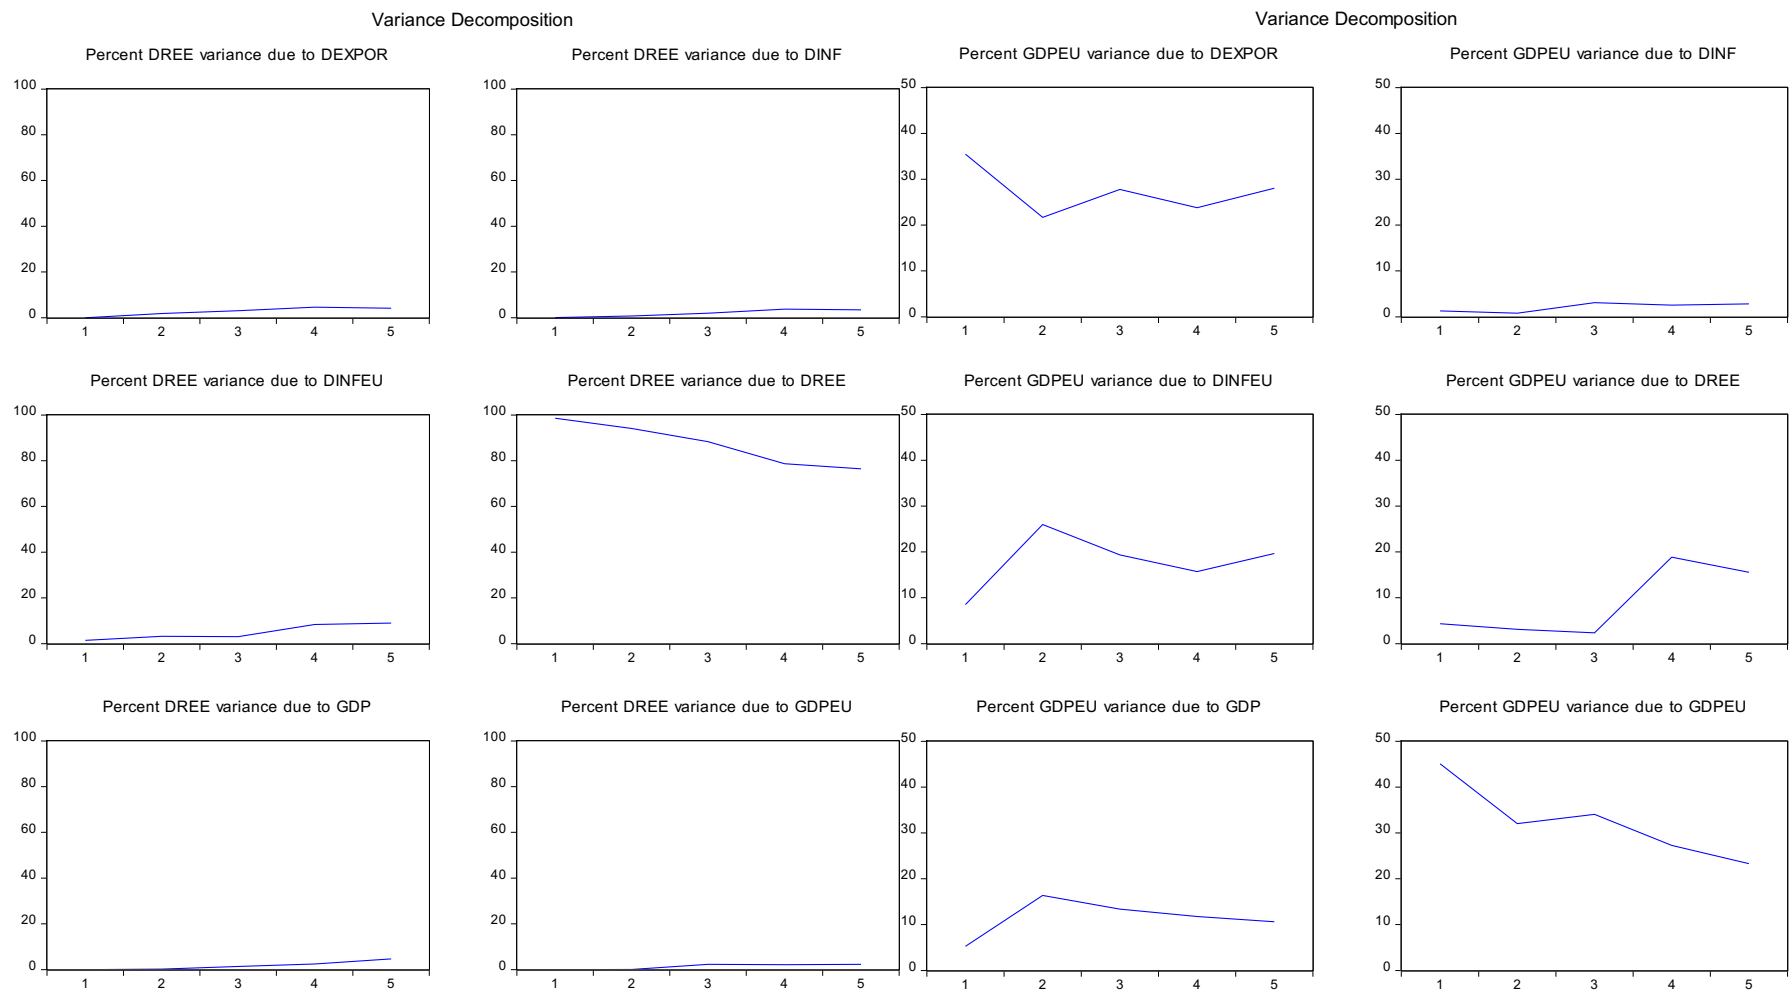 Variance Decomposition
Percent DREE variance due to DEXPOR
100
80
60
40
20
0
1 2 3 4 5
Percent DREE variance due to DINF
100
80
60
40
20
0
1 2 3 4 5
Percent DREE variance due to DINFEU
100
80
60
40
20
0
1 2 3 4 5
Percent DREE variance due to DREE
100
80
60
40
20
0
1 2 3 4 5
Percent DREE variance due to GDP
100
80
60
40
20
0
1 2 3 4 5
Percent DREE variance due to GDPEU
100
80
60
40
20
0
1 2 3 4 5
Variance Decomposition
Percent GDPEU variance due to DEXPOR
50
40
30
20
10
0
1 2 3 4 5
Percent GDPEU variance due to DINF
50
40
30
20
10
0
1 2 3 4 5
Percent GDPEU variance due to DINFEU
50
40
30
20
10
0
1 2 3 4 5
Percent GDPEU variance due to DREE
50
40
30
20
10
0
1 2 3 4 5
Percent GDPEU variance due to GDP
50
40
30
20
10
0
1 2 3 4 5
Percent GDPEU variance due to GDPEU
50
40
30
20
10
0
1 2 3 4 5